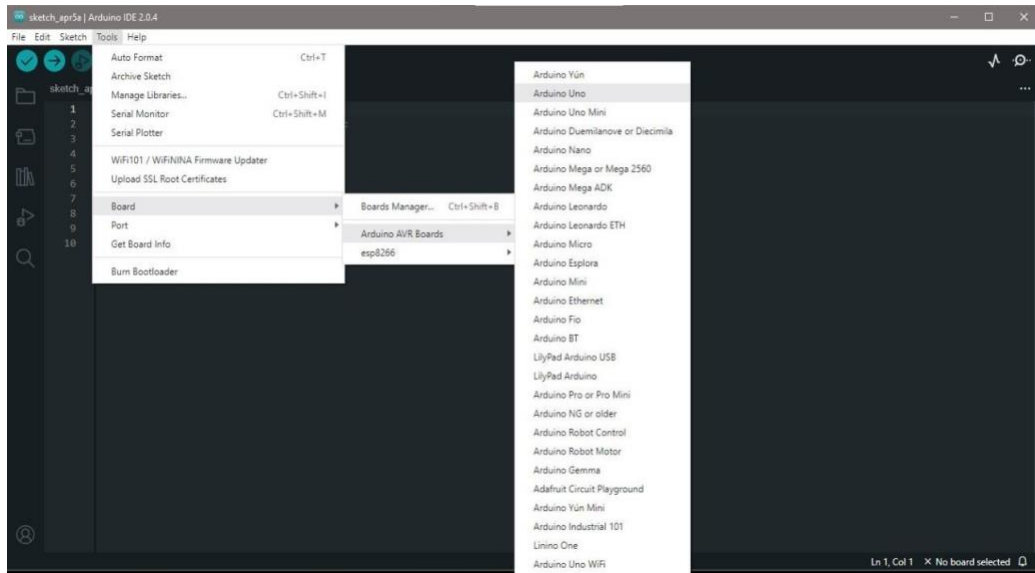 sketch_apr5a | Arduino IDE 2.0.4
File Edit Sketch Tools Help
sketch_a
1
2
3
4
5
6
7
8
9
10
Auto Format Ctrl+T
Archive Sketch
Manage Libraries... Ctrl+Shift+I
Serial Monitor Ctrl+Shift+M
Serial Plotter
WiFi101 / WiFiNINA Firmware Updater
Upload SSL Root Certificates
Board
Port
Get Board Info
Burn Bootloader
Boards Manager... Ctrl+Shift+B
Arduino AVR Boards
esp8266
Arduino Yún
Arduino Uno
Arduino Uno Mini
Arduino Duemilanove or Diecimila
Arduino Nano
Arduino Mega or Mega 2560
Arduino Mega ADK
Arduino Leonardo
Arduino Leonardo ETH
Arduino Micro
Arduino Esplora
Arduino Mini
Arduino Ethernet
Arduino Fio
Arduino BT
LilyPad Arduino USB
LilyPad Arduino
Arduino Pro or Pro Mini
Arduino NG or older
Arduino Robot Control
Arduino Robot Motor
Arduino Gemma
Adafruit Circuit Playground
Arduino Yún Mini
Arduino Industrial 101
Linino One
Arduino Uno WiFi
Ln 1, Col 1 × No board selected